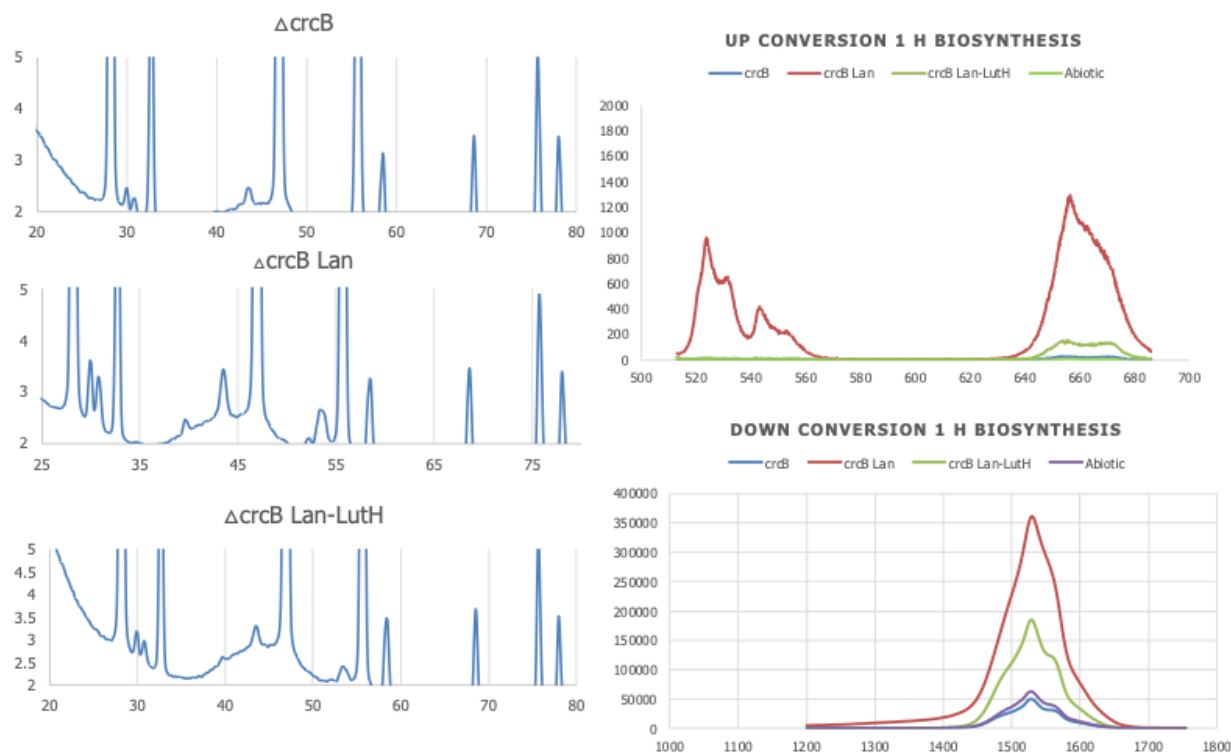 △crcB
5
4
3
2
20 30 40 50 60 70 80
△crcB Lan
5
4
3
2
25 35 45 55 65 75
△crcB Lan-LutH
5
4.5
4
3.5
3
2.5
2
20 30 40 50 60 70 80
UP CONVERSION 1 H BIOSYNTHESIS
crcB crcB Lan crcB Lan-LutH Abiotic
2000
1800
1600
1400
1200
1000
800
600
400
200
0
500 520 540 560 580 600 620 640 660 680 700
DOWN CONVERSION 1 H BIOSYNTHESIS
crcB crcB Lan crcB Lan-LutH Abiotic
400000
350000
300000
250000
200000
150000
100000
50000
0
1000 1100 1200 1300 1400 1500 1600 1700 1800